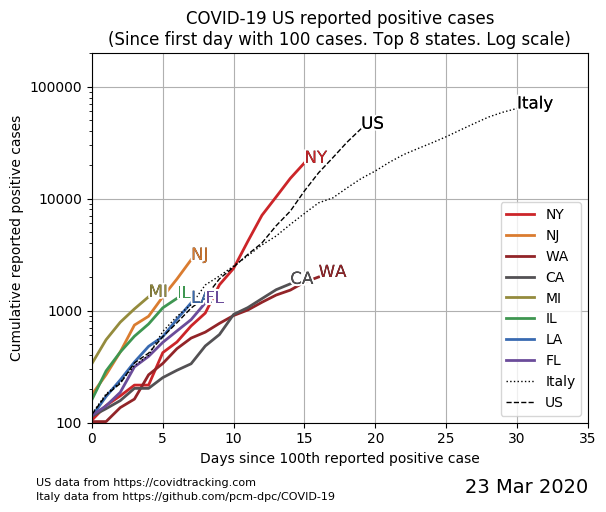 COVID-19 US reported positive cases
(Since first day with 100 cases. Top 8 states. Log scale)
Cumulative reported positive cases
100000
10000
1000
100
Italy
US
NY
NJ
WA
CA
MI
IL
LA
FL
NY
NJ
WA
CA
MI
IL
LA
FL
Italy
US
0 5 10 15 20 25 30 35
Days since 100th reported positive case
US data from https://covidtracking.com
Italy data from https://github.com/pcm-dpc/COVID-19
23 Mar 2020